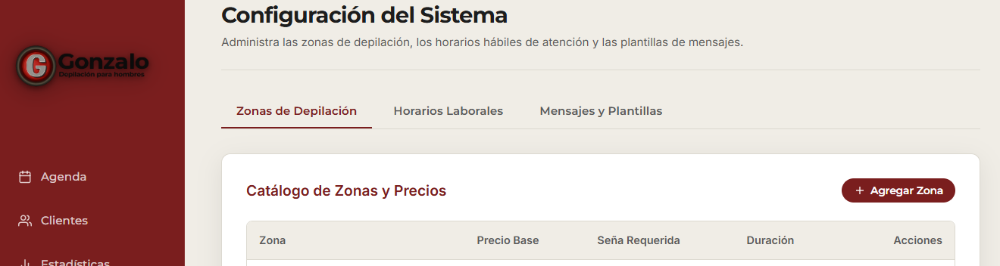 Configuración del Sistema
Administra las zonas de depilación, los horarios hábiles de atención y las plantillas de mensajes.
G Gonzalo
Depilación para hombres
Zonas de Depilación Horarios Laborales Mensajes y Plantillas
Agenda
Clientes
Estadísticas
Catálogo de Zonas y Precios
+ Agregar Zona
Zona Precio Base Seña Requerida Duración Acciones